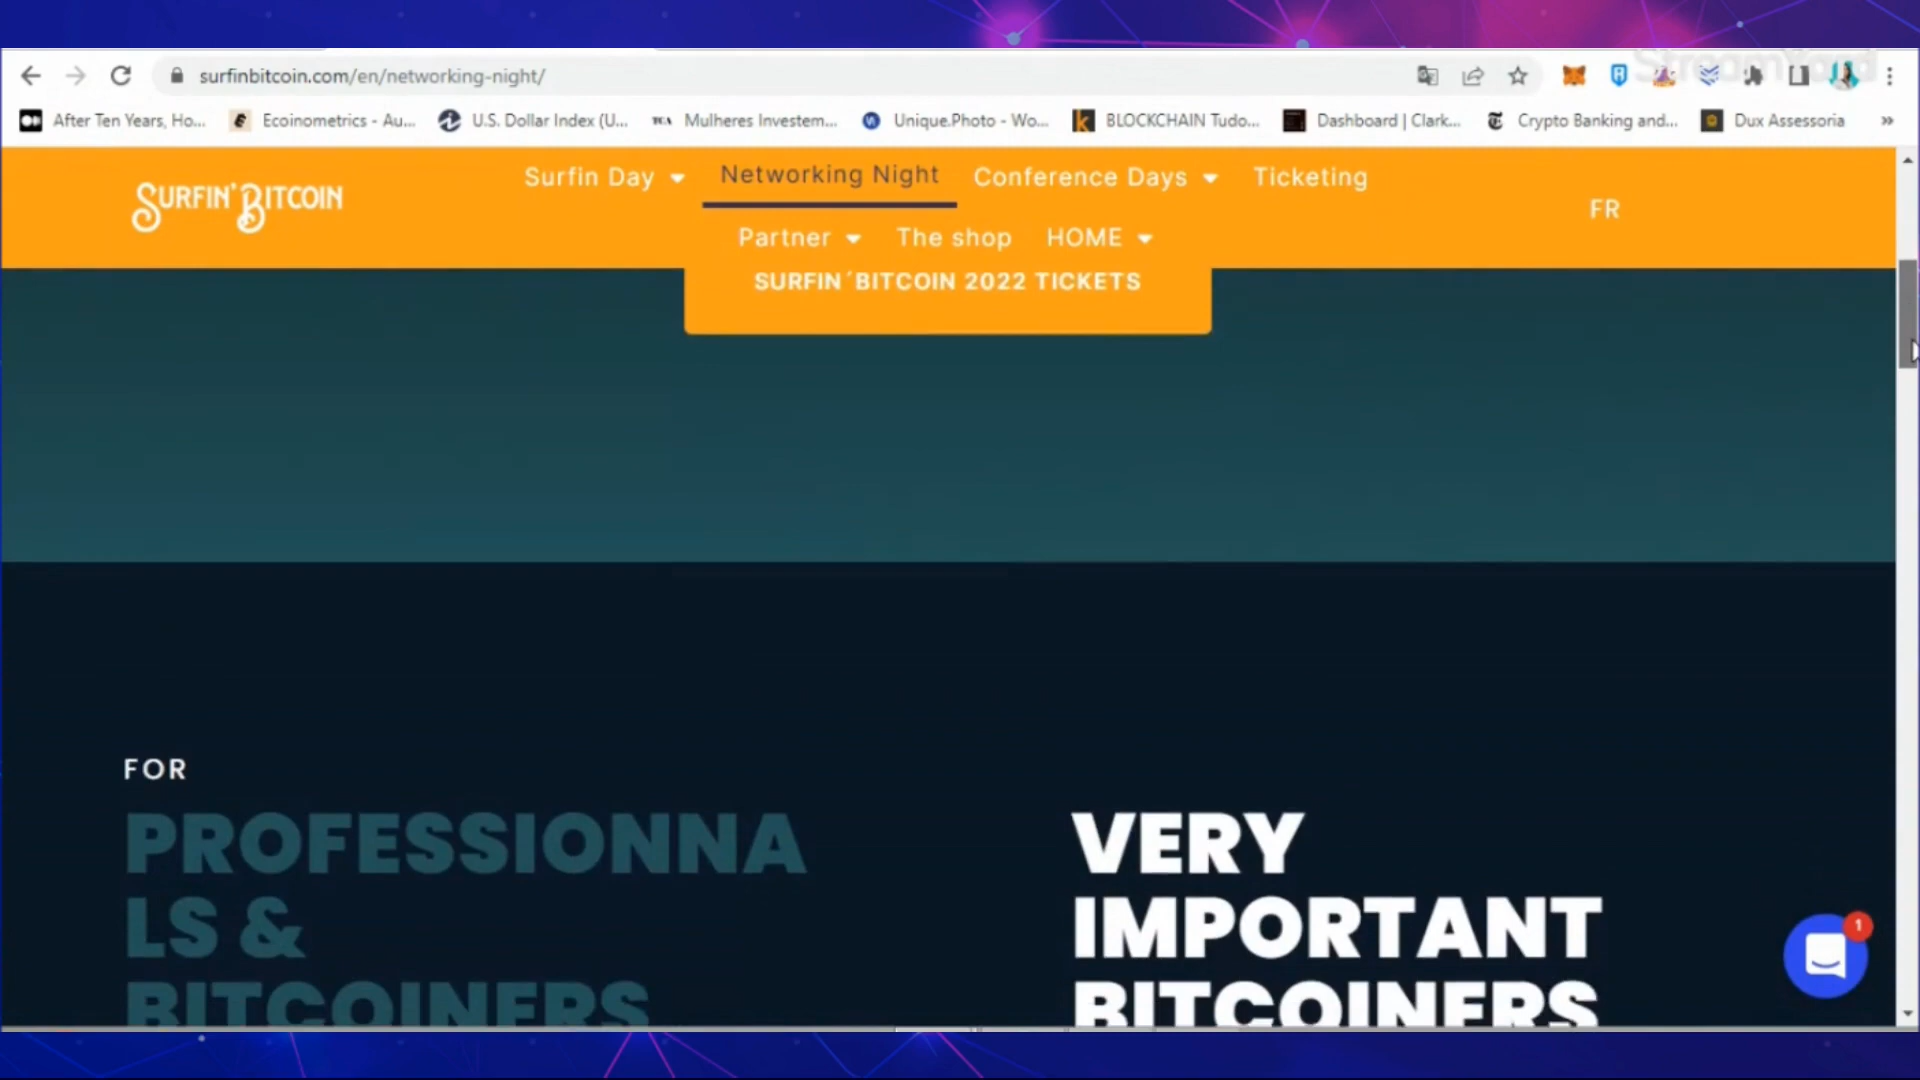 StreamYard
surfinbitcoin.com/en/networking-night/
After Ten Years, Ho... Ecoinometrics - Au... U.S. Dollar Index (U... TCA Mulheres Investem... Unique.Photo - Wo... BLOCKCHAIN Tudo... Dashboard | Clark... Crypto Banking and... Dux Assessoria »
SURFIN' BITCOIN
Surfin Day Networking Night Conference Days Ticketing
FR
Partner The shop HOME
SURFIN´BITCOIN 2022 TICKETS
FOR
PROFESSIONNA
LS &
BITCOINERS
VERY
IMPORTANT
BITCOINERS
1